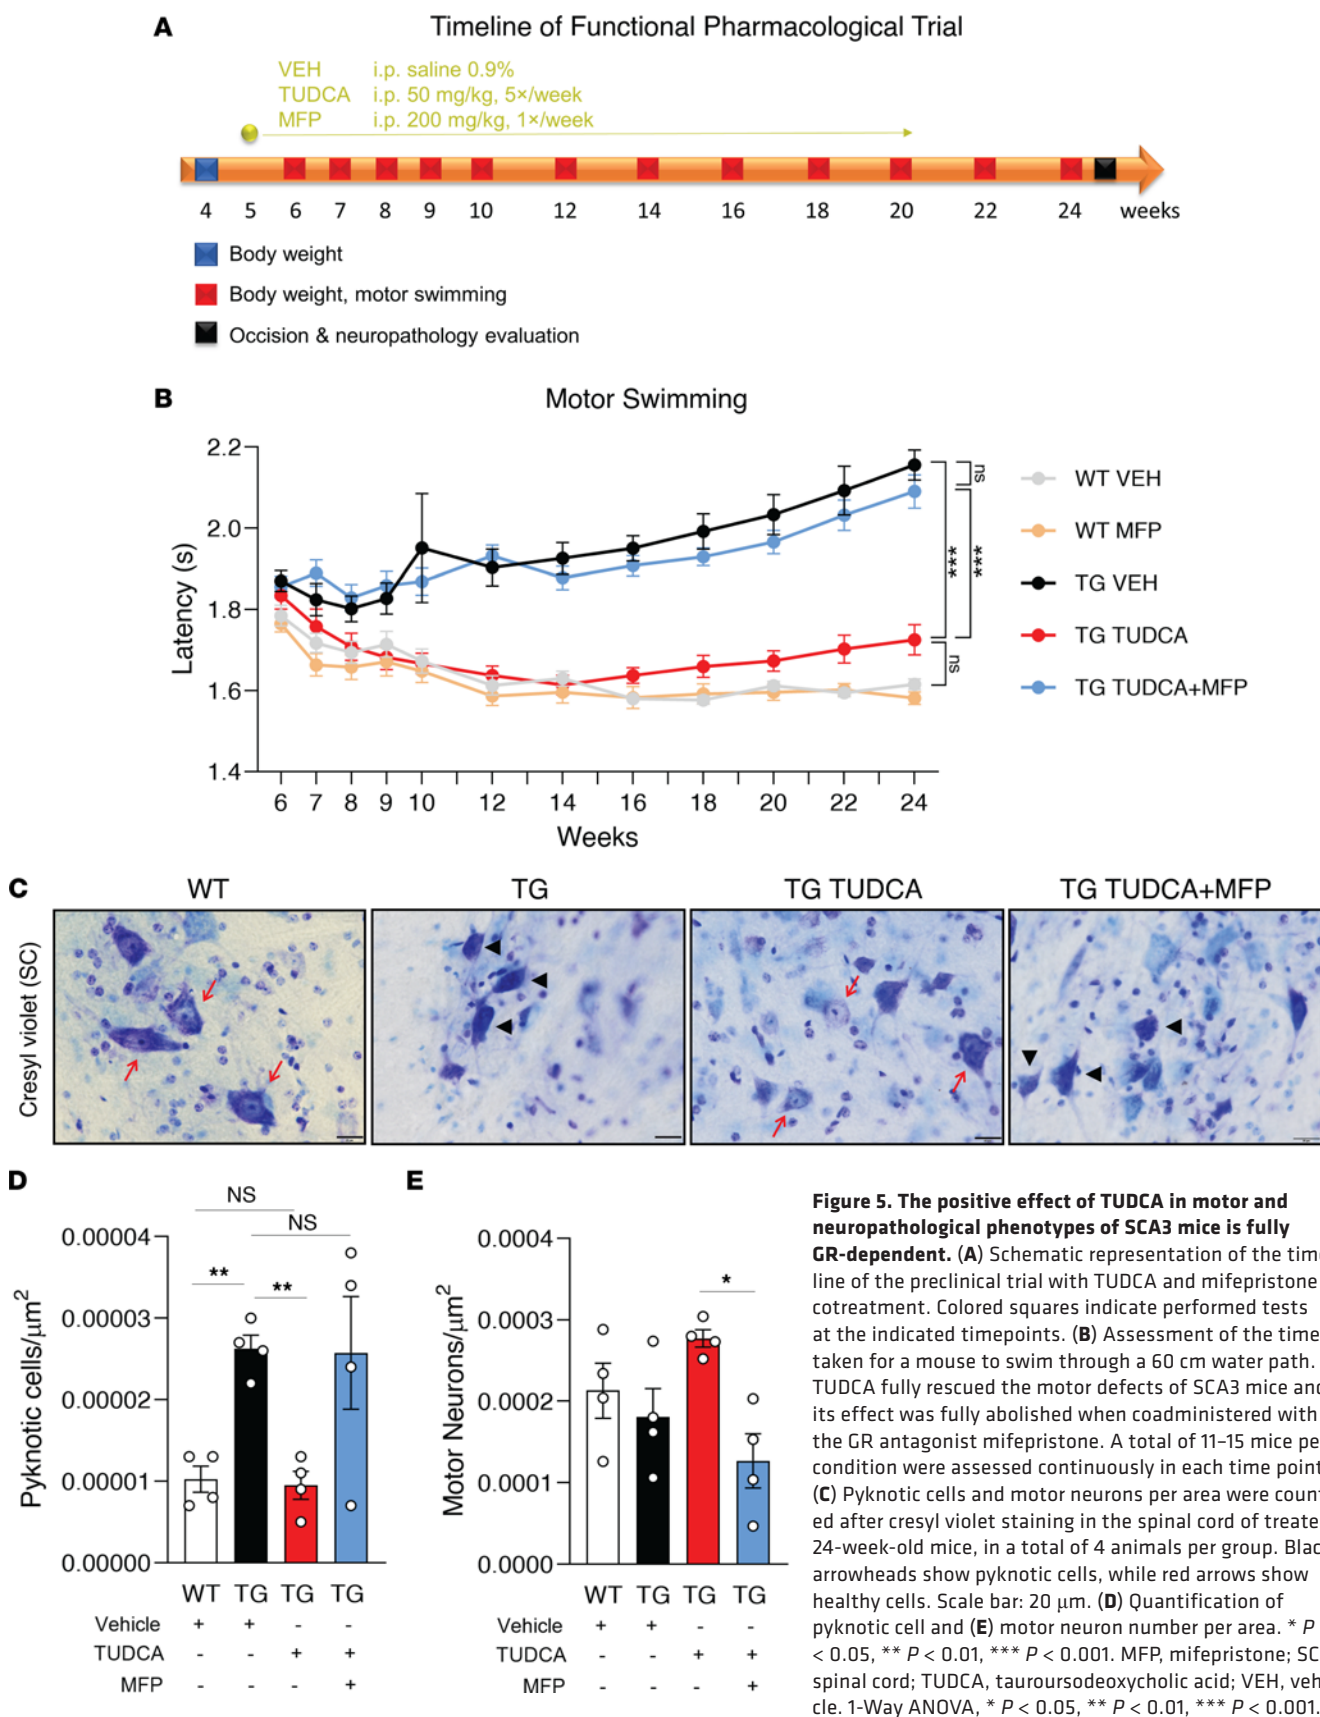 A
Timeline of Functional Pharmacological Trial
VEH i.p. saline 0.9%
TUDCA i.p. 50 mg/kg, 5×/week
MFP i.p. 200 mg/kg, 1×/week
4 5 6 7 8 9 10 12 14 16 18 20 22 24 weeks
Body weight
Body weight, motor swimming
Occision & neuropathology evaluation
B
Motor Swimming
Latency (s)
2.2
2.0
1.8
1.6
1.4
6 7 8 9 10 12 14 16 18 20 22 24
Weeks
ns
***
***
ns
WT VEH
WT MFP
TG VEH
TG TUDCA
TG TUDCA+MFP
C
WT TG TG TUDCA TG TUDCA+MFP
Cresyl violet (SC)
D
Pyknotic cells/μm²
0.00004
0.00003
0.00002
0.00001
0.00000
NS
NS
**
**
WT TG TG TG
Vehicle + + - -
TUDCA - - + +
MFP - - - +
E
Motor Neurons/μm²
0.0004
0.0003
0.0002
0.0001
0.0000
*
WT TG TG TG
Vehicle + + - -
TUDCA - - + +
MFP - - - +
Figure 5. The positive effect of TUDCA in motor and
neuropathological phenotypes of SCA3 mice is fully
GR-dependent. (A) Schematic representation of the time
line of the preclinical trial with TUDCA and mifepristone
cotreatment. Colored squares indicate performed tests
at the indicated timepoints. (B) Assessment of the time
taken for a mouse to swim through a 60 cm water path.
TUDCA fully rescued the motor defects of SCA3 mice and
its effect was fully abolished when coadministered with
the GR antagonist mifepristone. A total of 11–15 mice pe
condition were assessed continuously in each time point
(C) Pyknotic cells and motor neurons per area were count
ed after cresyl violet staining in the spinal cord of treate
24-week-old mice, in a total of 4 animals per group. Blac
arrowheads show pyknotic cells, while red arrows show
healthy cells. Scale bar: 20 μm. (D) Quantification of
pyknotic cell and (E) motor neuron number per area. * P
< 0.05, ** P < 0.01, *** P < 0.001. MFP, mifepristone; SC
spinal cord; TUDCA, tauroursodeoxycholic acid; VEH, veh
cle. 1-Way ANOVA, * P < 0.05, ** P < 0.01, *** P < 0.001.